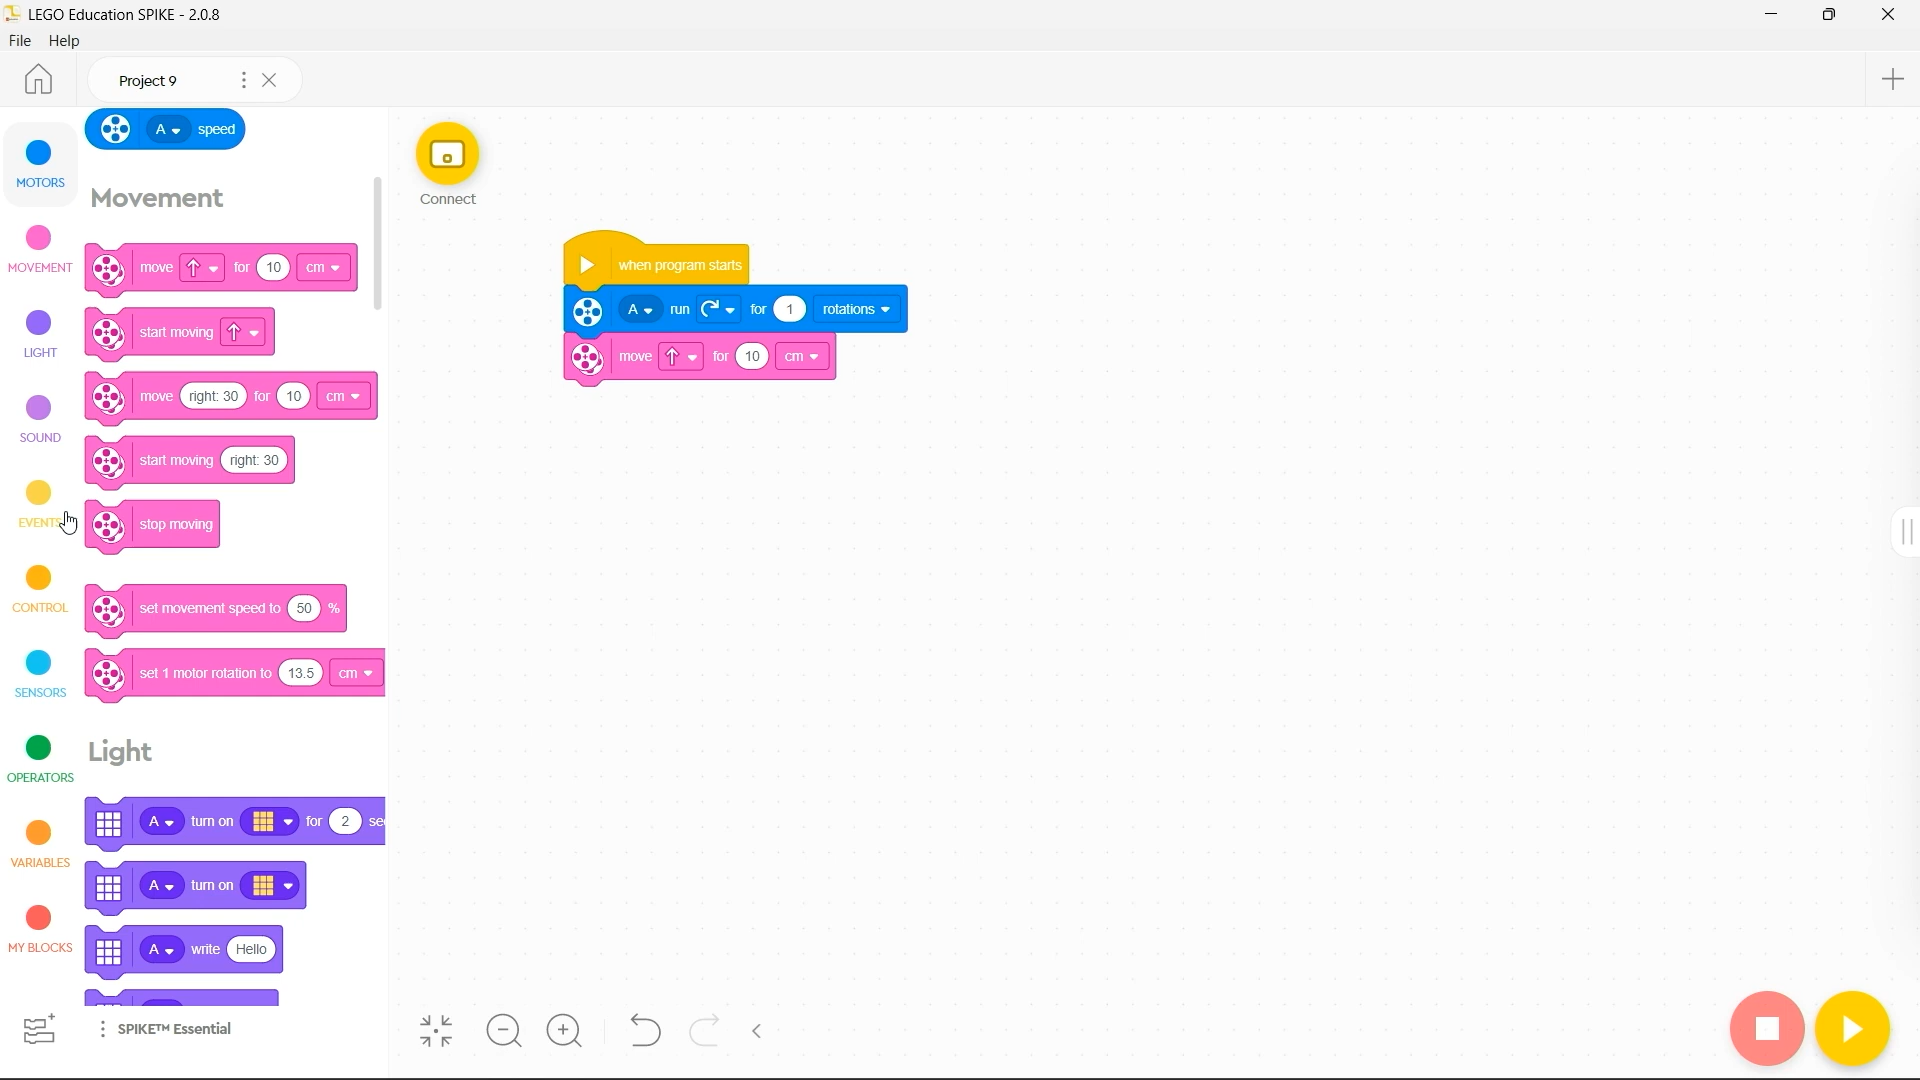 LEGO Education SPIKE - 2.0.8
File Help
Project 9
A speed
MOTORS
Movement
MOVEMENT
move for 10 cm
start moving
LIGHT
move right: 30 for 10 cm
SOUND
start moving right: 30
EVENTS
stop moving
CONTROL
set movement speed to 50 %
SENSORS
set 1 motor rotation to 13.5 cm
Light
OPERATORS
A turn on for 2 se
VARIABLES
A turn on
MY BLOCKS
A write Hello
SPIKE™ Essential
Connect
when program starts
A run for 1 rotations
move for 10 cm